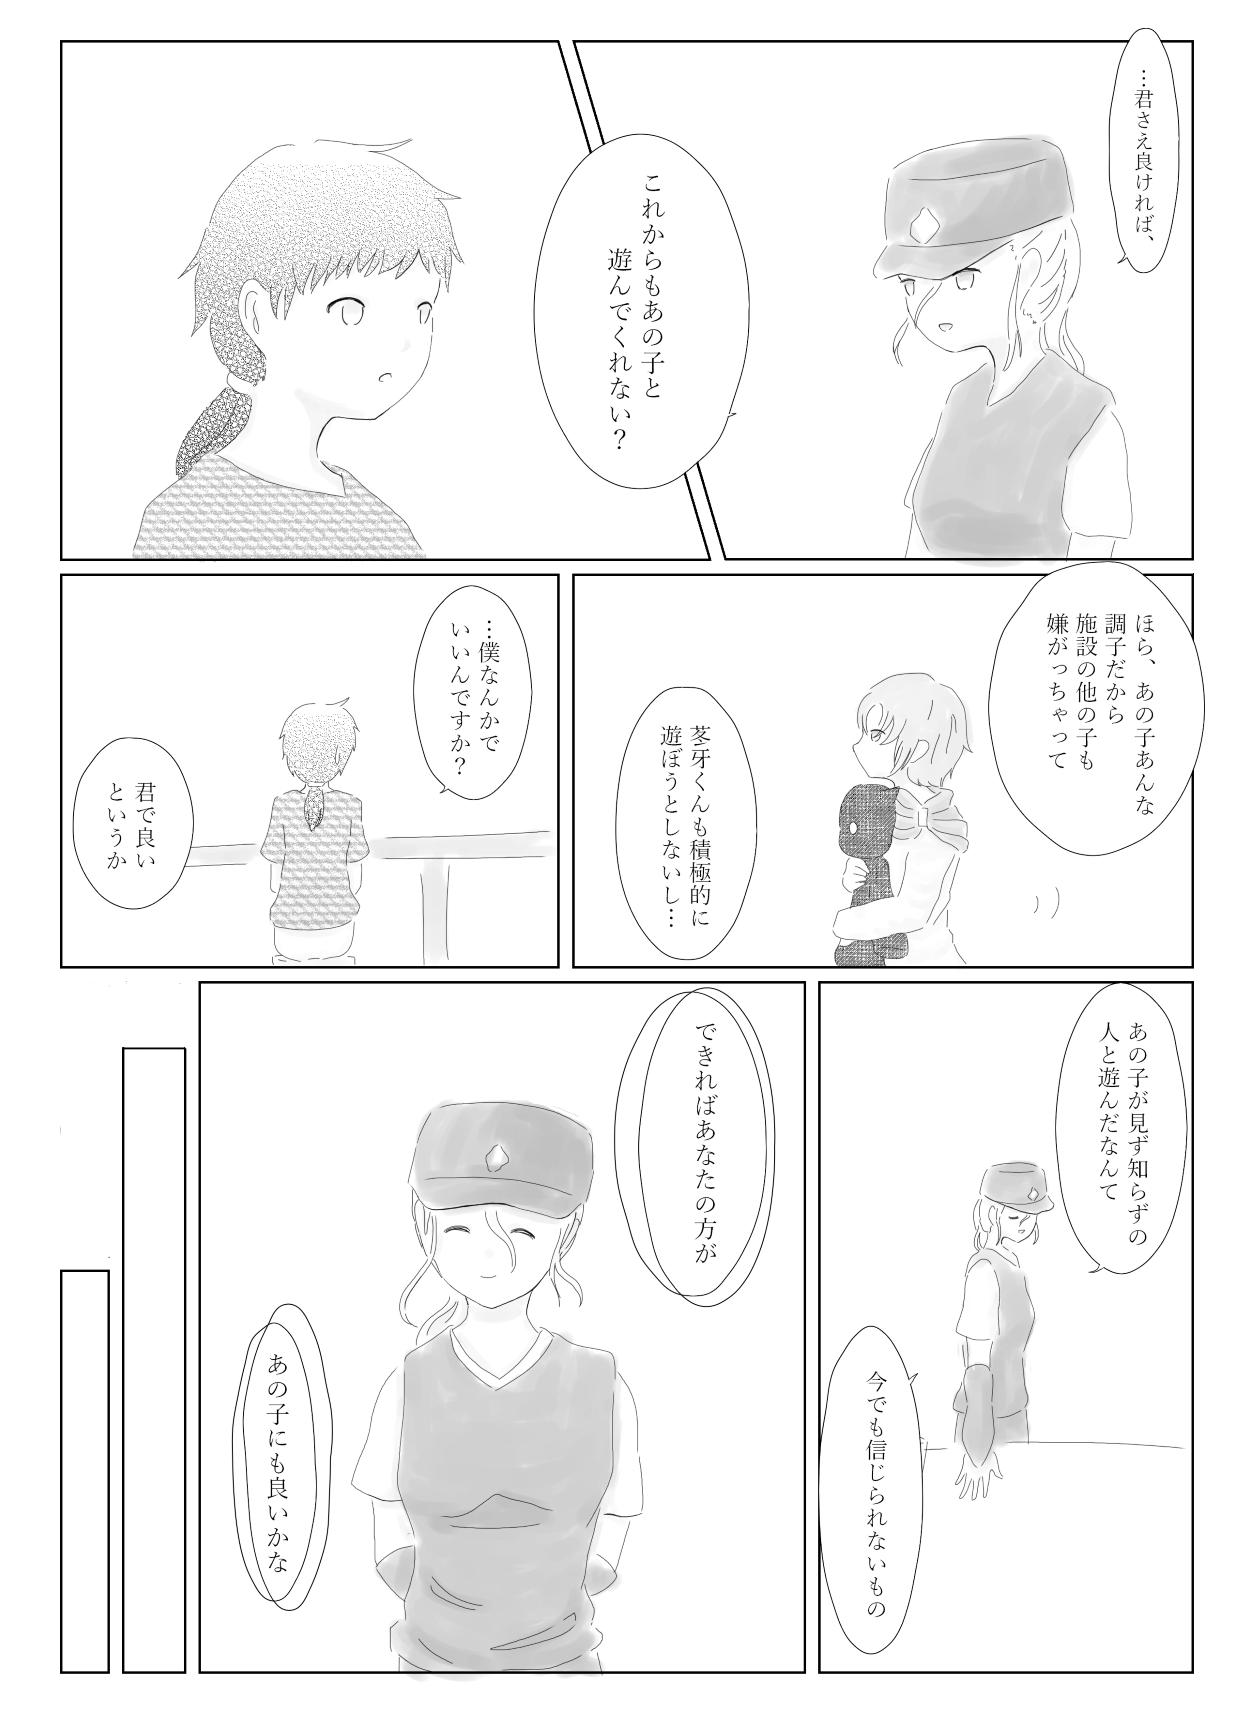 …君さえ良ければ、
これからもあの子と
遊んでくれない？
ほら、あの子あんな
調子だから
施設の他の子も
嫌がっちゃって
茎牙くんも積極的に
遊ぼうとしないし…
…僕なんかで
いいんですか？
君で良い
というか
あの子が見ず知らずの
人と遊んだなんて
今でも信じられないもの
できればあなたの方が
あの子にも良いかな